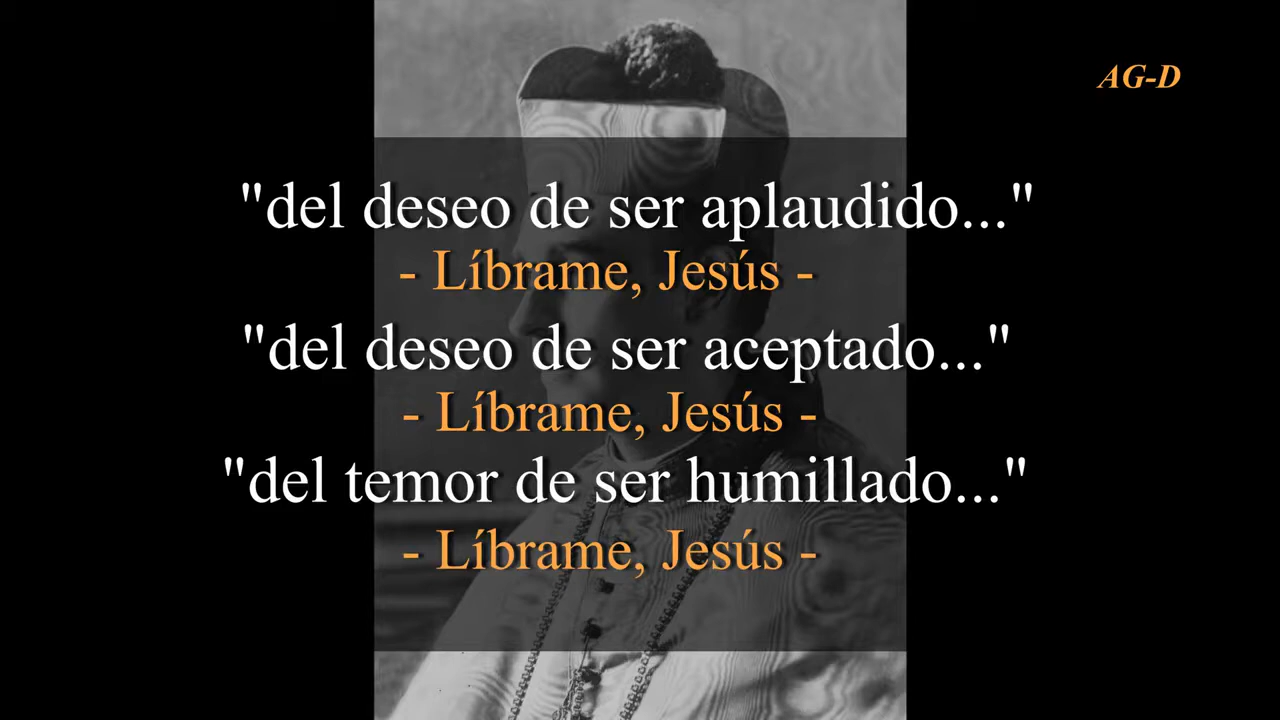 AG-D
"del deseo de ser aplaudido..."
- Líbrame, Jesús -
"del deseo de ser aceptado..."
- Líbrame, Jesús -
"del temor de ser humillado..."
- Líbrame, Jesús -